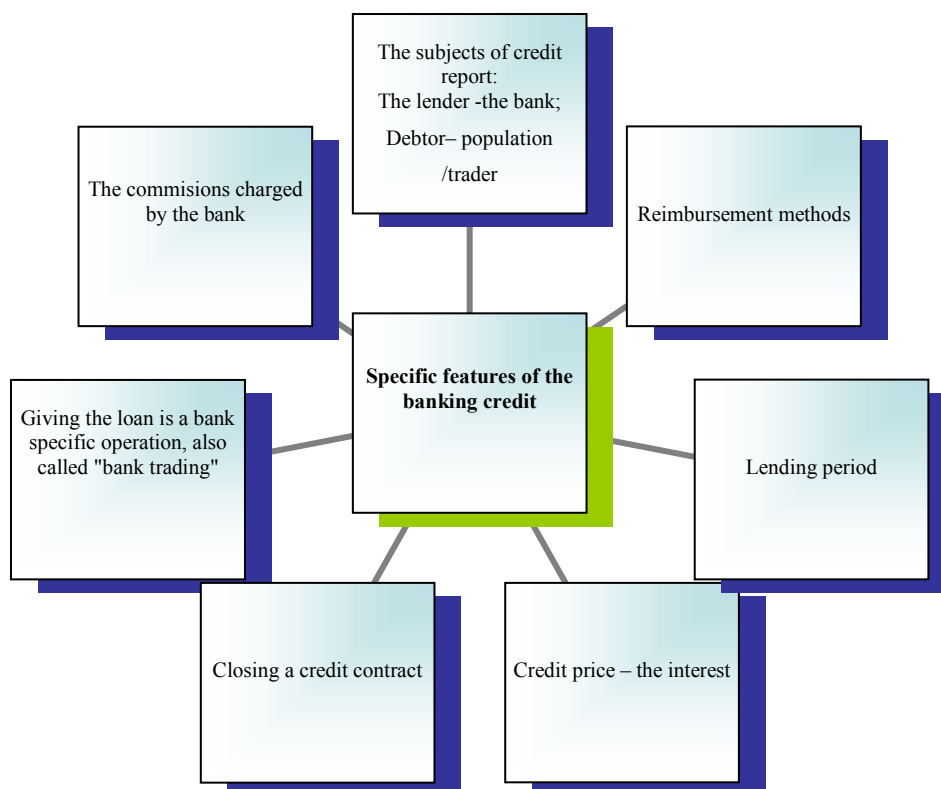 The subjects of credit
report:
The lender -the bank;
Debtor– population
/trader
The commisions charged
by the bank
Reimbursement methods
Specific features of the
banking credit
Giving the loan is a bank
specific operation, also
called "bank trading"
Lending period
Closing a credit contract
Credit price – the interest